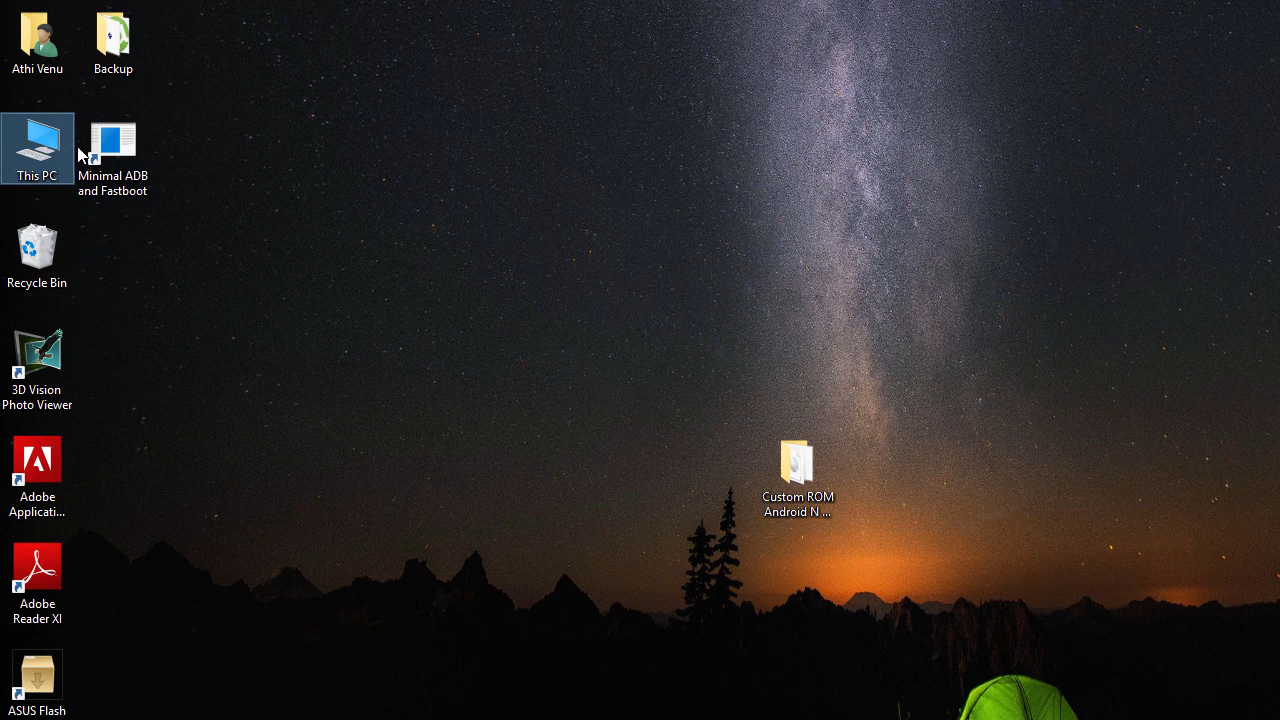 Athi Venu
Backup
This PC
Minimal ADB
and Fastboot
Recycle Bin
3D Vision
Photo Viewer
Adobe
Applicati...
Custom ROM
Android N ...
Adobe
Reader XI
ASUS Flash